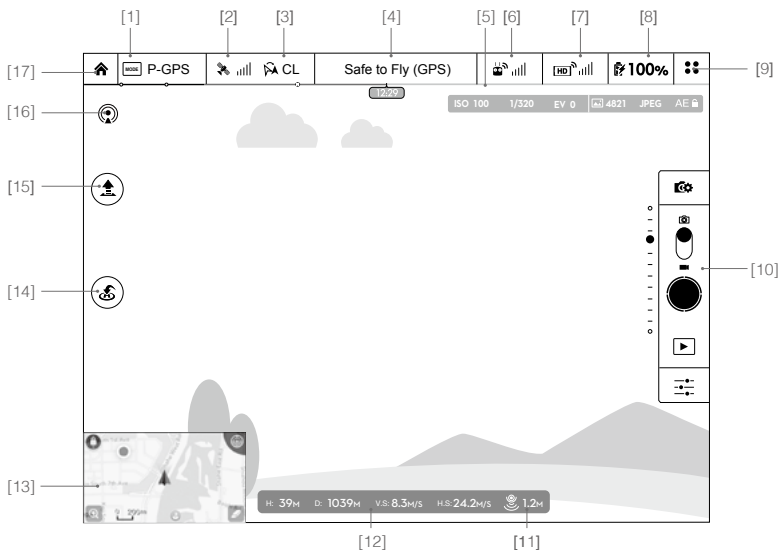 [1] [2] [3] [4] [5] [6] [7] [8]
[17] MODE P-GPS CL Safe to Fly (GPS) HD 100% [9]
12:29
ISO 100 1/320 EV 0 4821 JPEG AE
[16]
[15]
[10]
[14]
[13]
H: 39M D: 1039M V.S: 8.3M/S H.S: 24.2M/S 1.2M
[12] [11]